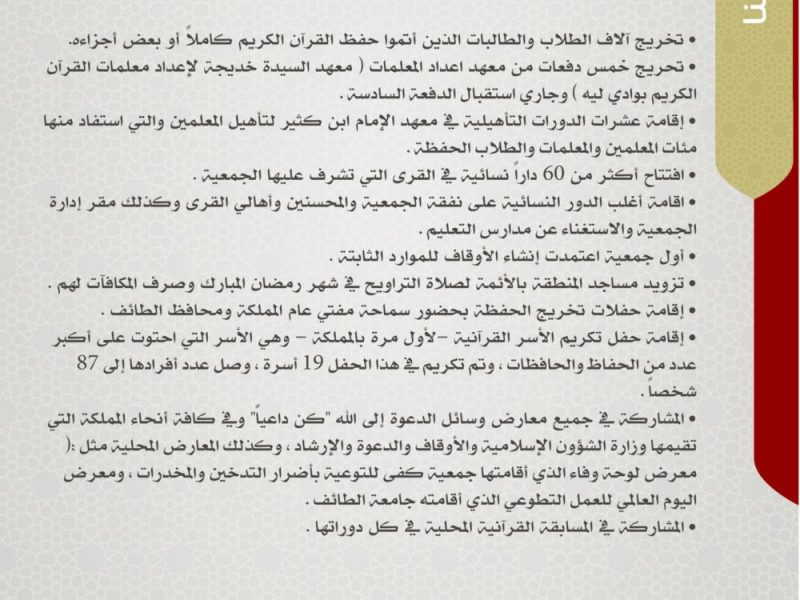 • تخريج آلاف الطلاب والطالبات الذين أتموا حفظ القرآن الكريم كاملاً أو بعض أجزاءه.
• تخريج خمس دفعات من معهد اعداد المعلمات ( معهد السيدة خديجة لإعداد معلمات القرآن
الكريم بوادي ليه ) وجاري استقبال الدفعة السادسة .
• إقامة عشرات الدورات التأهيلية في معهد الإمام ابن كثير لتأهيل المعلمين والتي استفاد منها
مئات المعلمين والمعلمات والطلاب الحفظة .
• افتتاح أكثر من 60 داراً نسائية في القرى التي تشرف عليها الجمعية .
• اقامة أغلب الدور النسائية على نفقة الجمعية والمحسنين وأهالي القرى وكذلك مقر إدارة
الجمعية والاستغناء عن مدارس التعليم .
• أول جمعية اعتمدت إنشاء الأوقاف للموارد الثابتة .
• تزويد مساجد المنطقة بالأئمة لصلاة التراويح في شهر رمضان المبارك وصرف المكافآت لهم .
• إقامة حفلات تخريج الحفظة بحضور سماحة مفتي عام المملكة ومحافظ الطائف .
• إقامة حفل تكريم الأسر القرآنية –لأول مرة بالمملكة – وهي الأسر التي احتوت على أكبر
عدد من الحفاظ والحافظات ، وتم تكريم في هذا الحفل 19 أسرة ، وصل عدد أفرادها إلى 87
شخصاً .
• المشاركة في جميع معارض وسائل الدعوة إلى الله "كن داعياً" وفي كافة أنحاء المملكة التي
تقيمها وزارة الشؤون الإسلامية والأوقاف والدعوة والإرشاد ، وكذلك المعارض المحلية مثل :(
معرض لوحة وفاء الذي أقامتها جمعية كفى للتوعية بأضرار التدخين والمخدرات ، ومعرض
اليوم العالمي للعمل التطوعي الذي أقامته جامعة الطائف .
• المشاركة في المسابقة القرآنية المحلية في كل دوراتها .